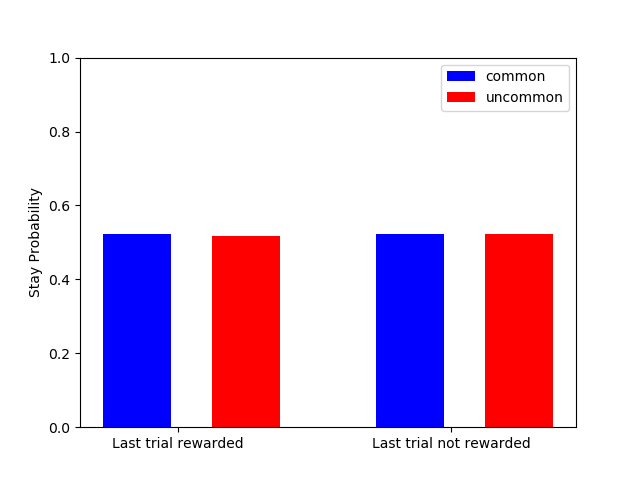 1.0
0.8
0.6
0.4
0.2
0.0
Stay Probability
common
uncommon
Last trial rewarded
Last trial not rewarded